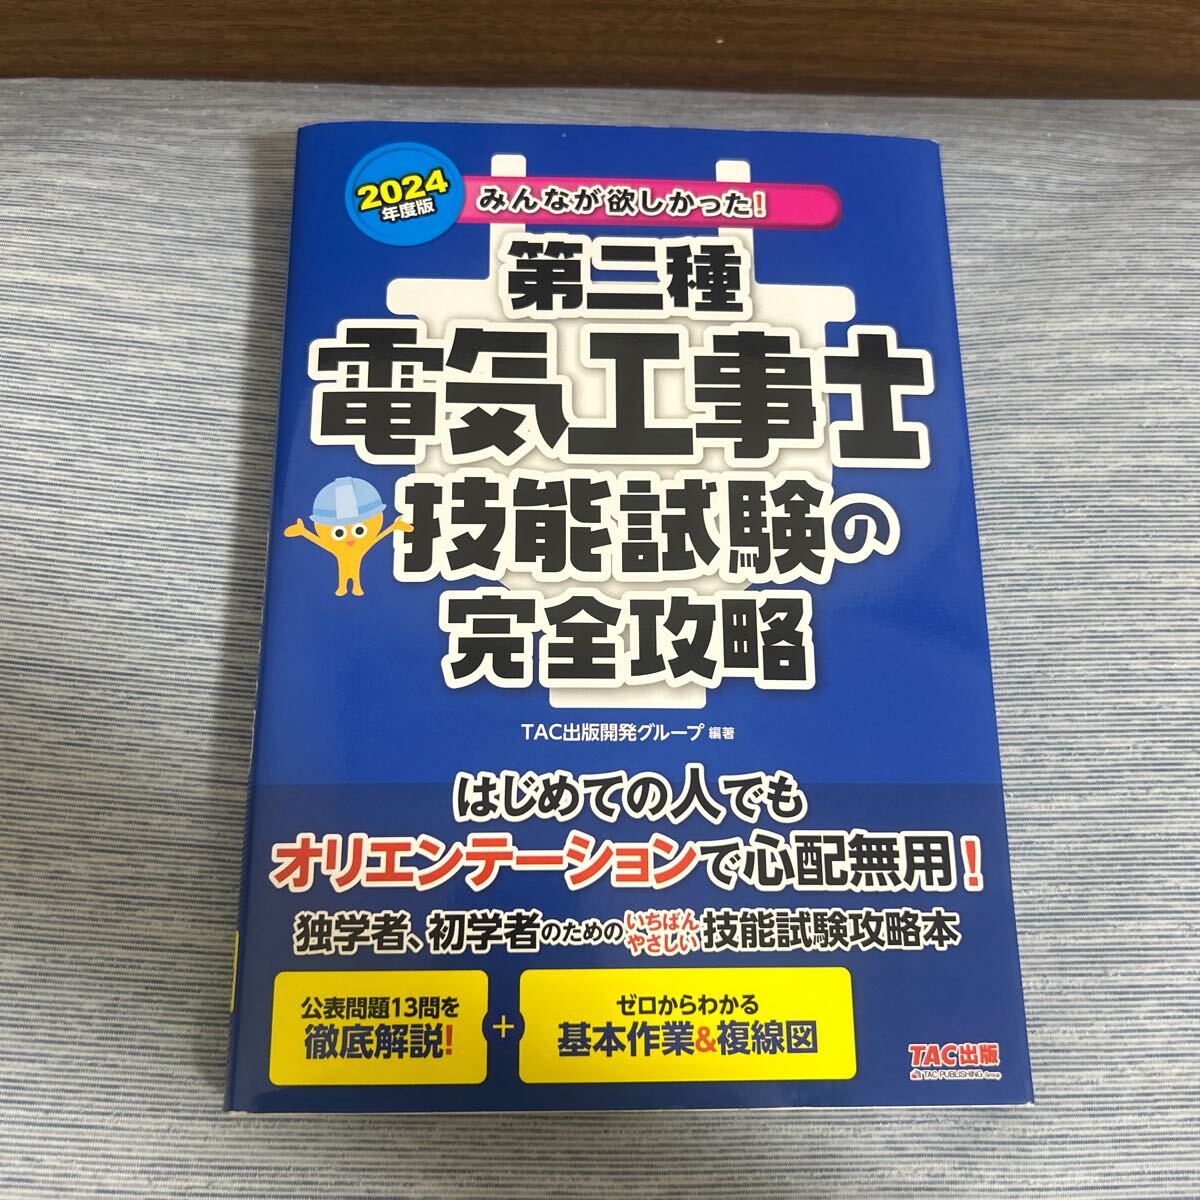 2024
年度版
みんなが欲しかった!
第二種
電気工事士
技能試験の
完全攻略
TAC出版開発グループ 編著
はじめての人でも
オリエンテーションで心配無用!
独学者、初学者のためのいちばんやさしい技能試験攻略本
公表問題13問を
徹底解説!
+
ゼロからわかる
基本作業&複線図
TAC出版
TAC PUBLISHING Group